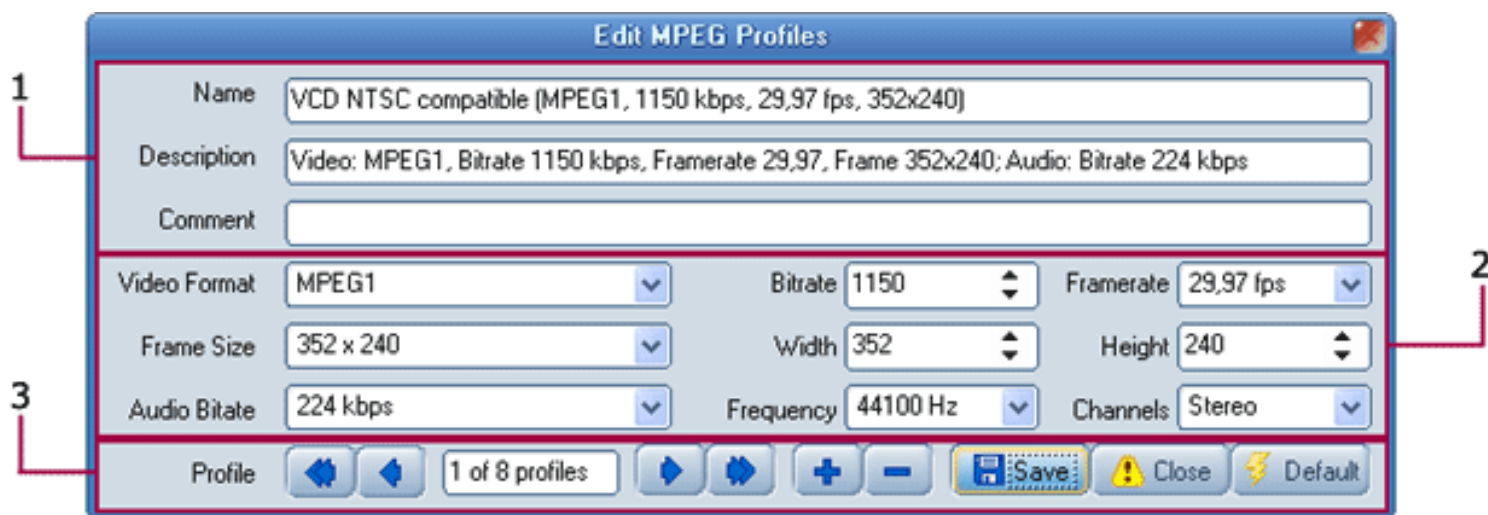 Edit MPEG Profiles
1
Name VCD NTSC compatible (MPEG1, 1150 kbps, 29,97 fps, 352x240)
Description Video: MPEG1, Bitrate 1150 kbps, Framerate 29,97, Frame 352x240; Audio: Bitrate 224 kbps
Comment
2
Video Format MPEG1 Bitrate 1150 Framerate 29,97 fps
Frame Size 352 x 240 Width 352 Height 240
3
Audio Bitate 224 kbps Frequency 44100 Hz Channels Stereo
Profile 1 of 8 profiles Save Close Default